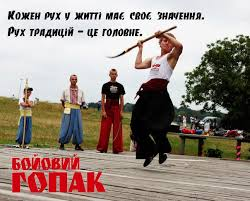 Кожен рух у житті має своє значення.
Рух традицій – це головне.
БОЙОВИЙ
ГОПАК